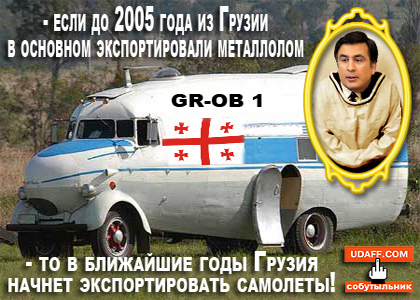 - если до 2005 года из Грузии
в основном экспортировали металлолом
GR-OB 1
UDAFF.COM
собутыльник
- то в ближайшие годы Грузия
начнет экспортировать самолеты!